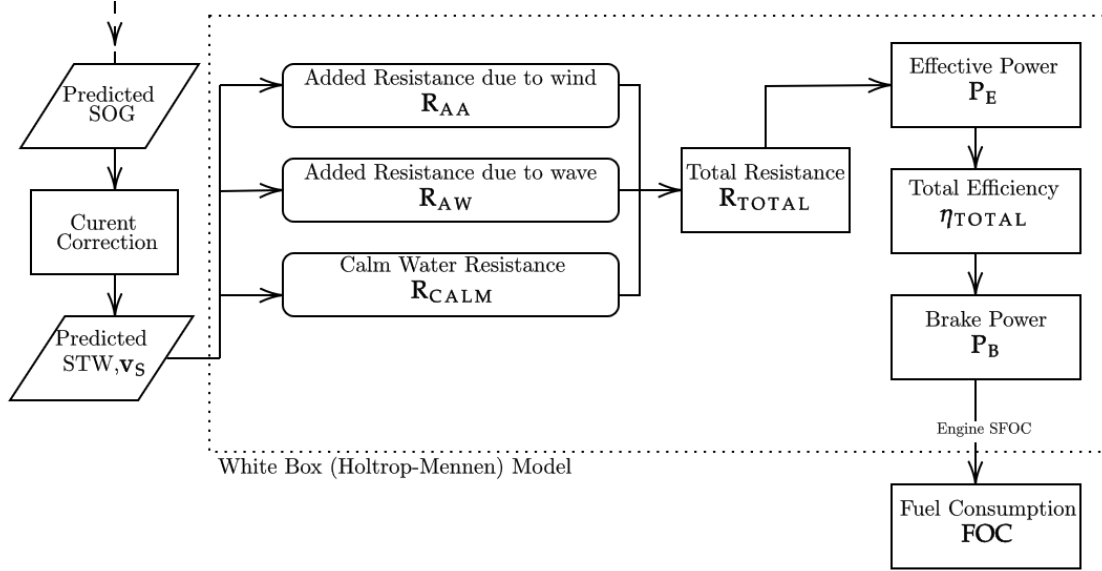 Predicted
SOG
Curent
Correction
Predicted
STW,vS
Added Resistance due to wind
RAA
Added Resistance due to wave
RAW
Calm Water Resistance
RCALM
Total Resistance
RTOTAL
Effective Power
PE
Total Efficiency
ηTOTAL
Brake Power
PB
Engine SFOC
White Box (Holtrop-Mennen) Model
Fuel Consumption
FOC